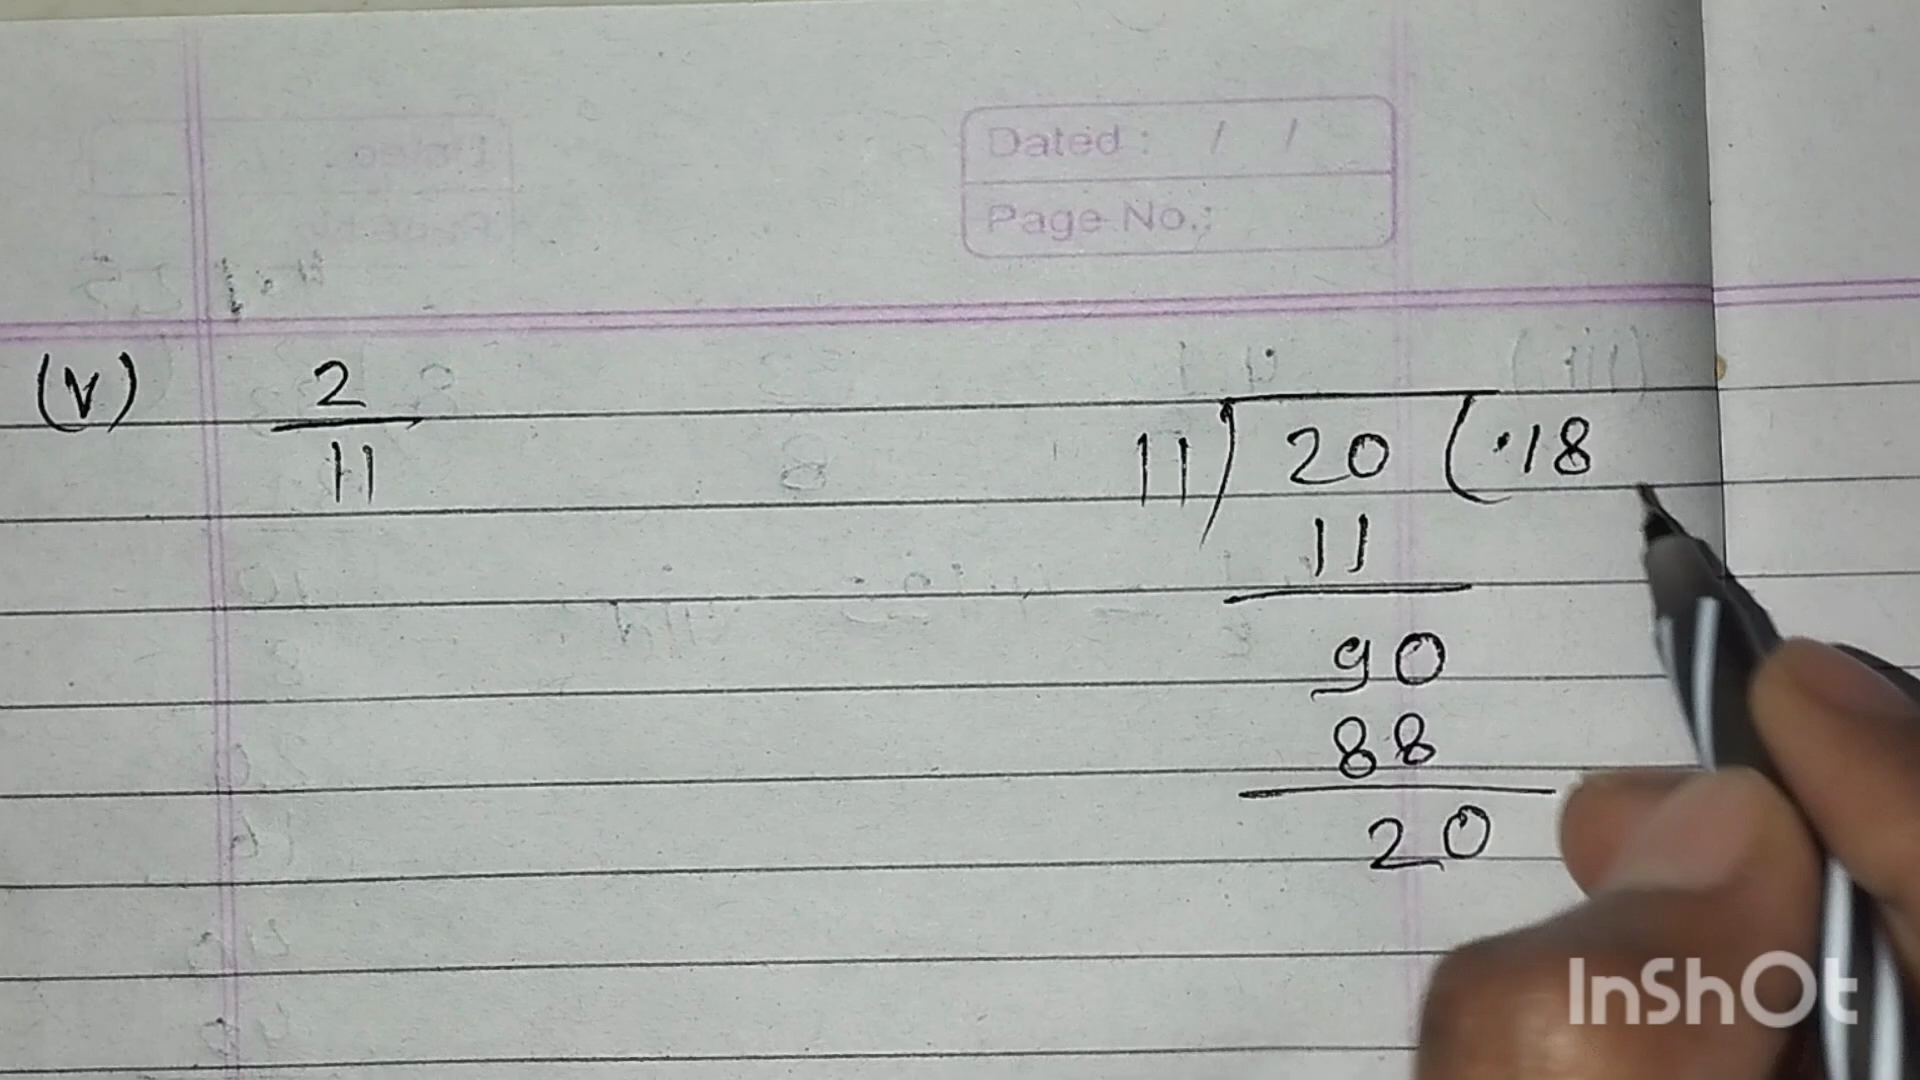 Dated : / /
Page No.:
(v) 2
11
11 ) 20 ( .18
11
90
88
20
InShOt